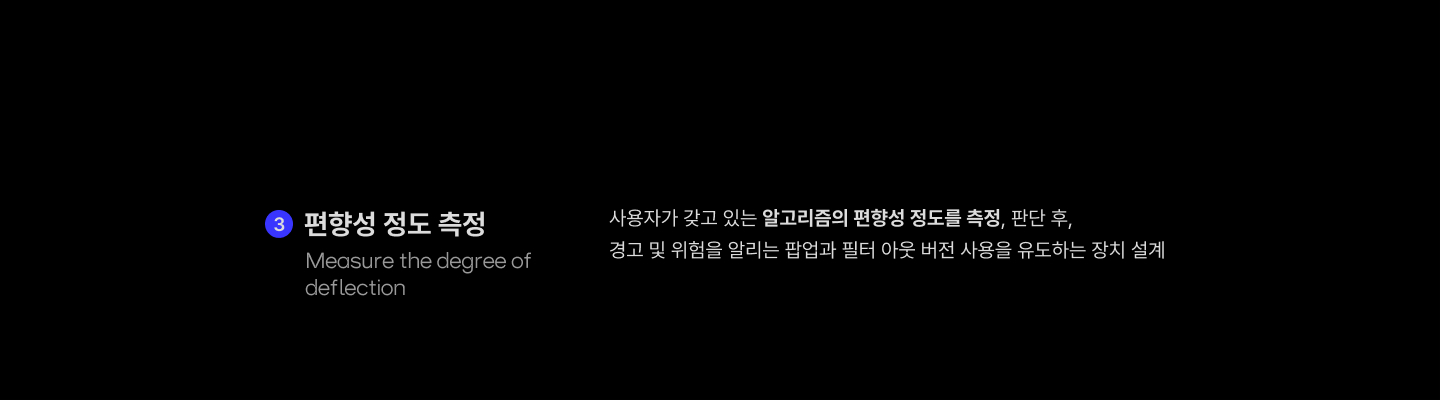 3 편향성 정도 측정
Measure the degree of
deflection
사용자가 갖고 있는 알고리즘의 편향성 정도를 측정, 판단 후,
경고 및 위험을 알리는 팝업과 필터 아웃 버전 사용을 유도하는 장치 설계